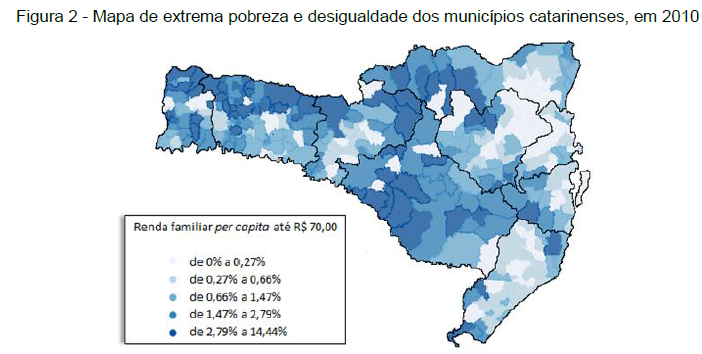 Figura 2 - Mapa de extrema pobreza e desigualdade dos municípios catarinenses, em 2010
Renda familiar per capita até R$ 70,00
de 0% a 0,27%
de 0,27% a 0,66%
de 0,66% a 1,47%
de 1,47% a 2,79%
de 2,79% a 14,44%